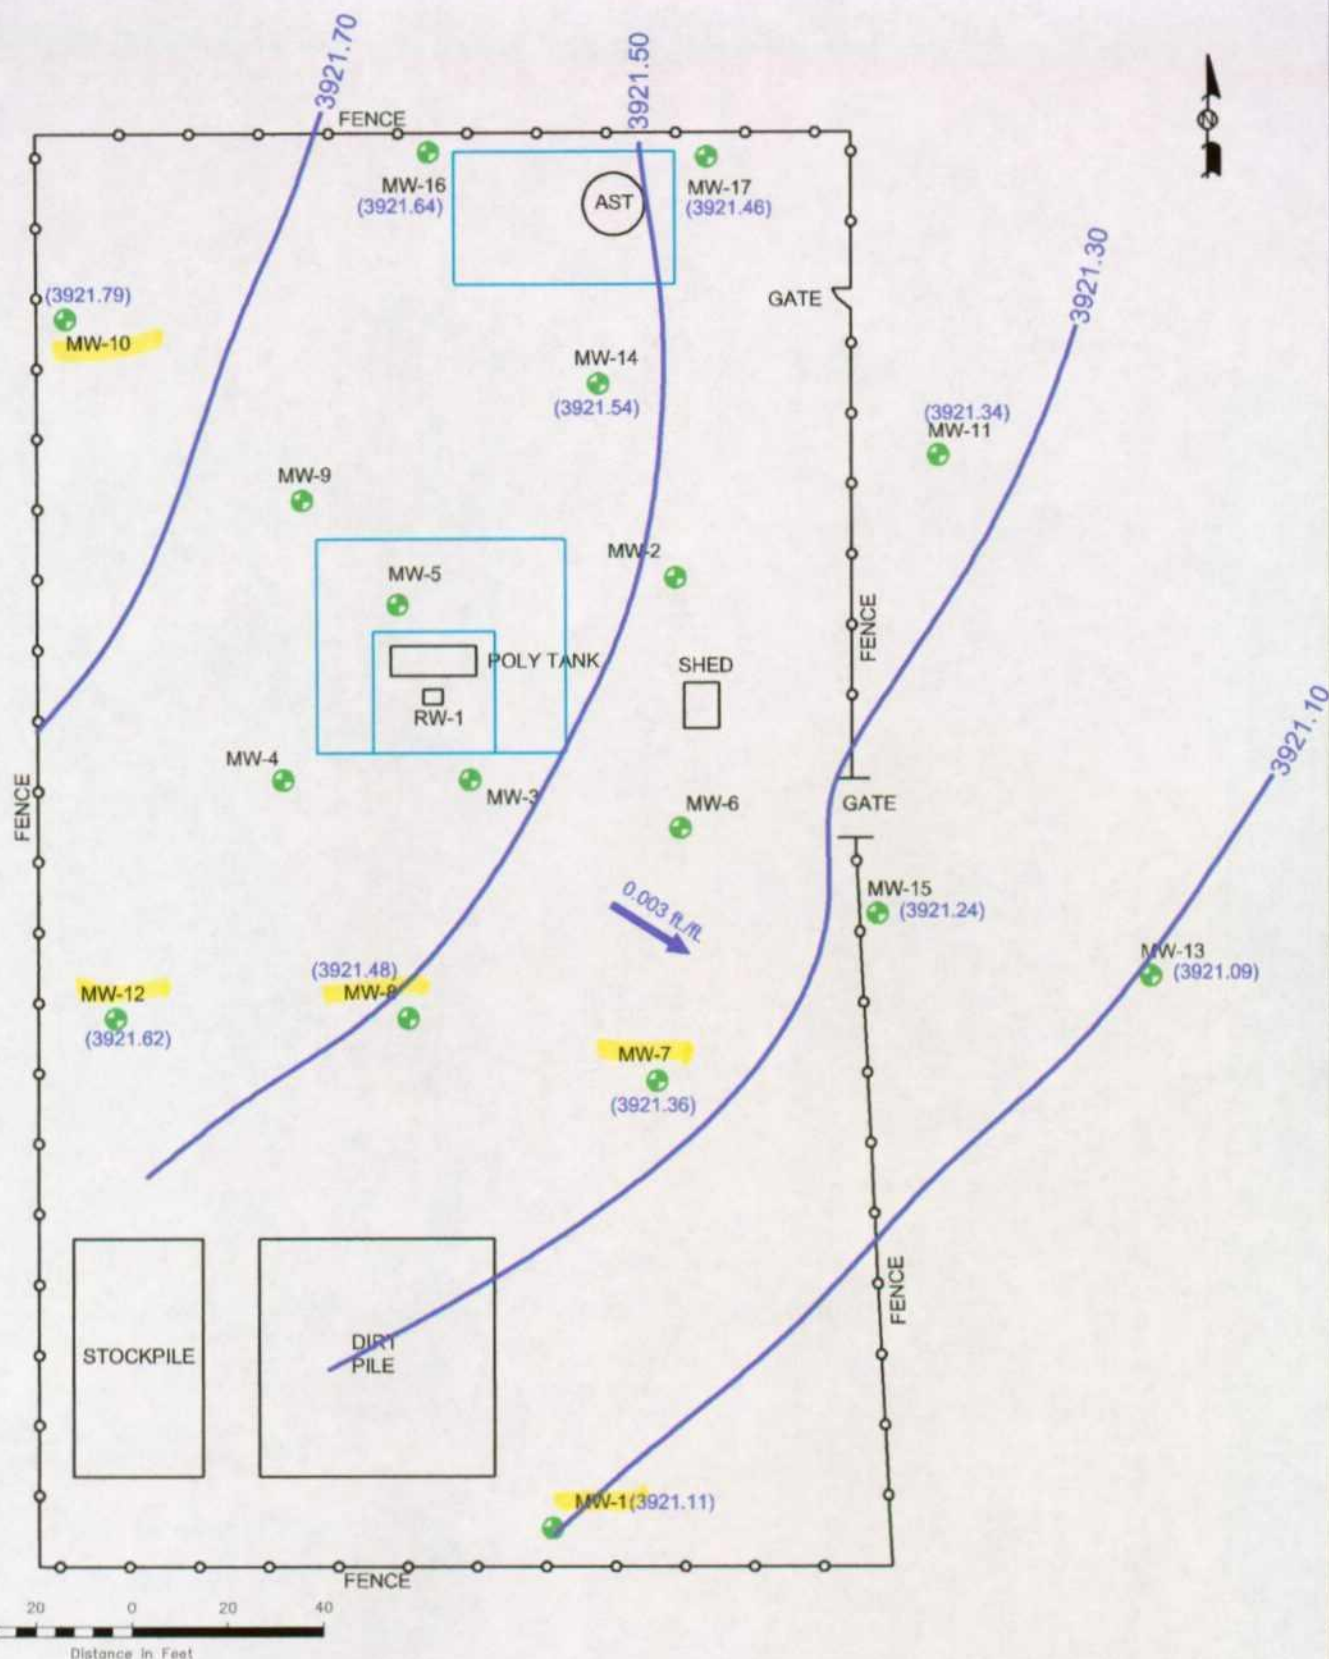 3921.70
3921.50
FENCE
N
MW-16
(3921.64)
AST
MW-17
(3921.46)
3921.30
(3921.79)
MW-10
GATE
MW-14
(3921.54)
(3921.34)
MW-11
MW-9
MW-2
MW-5
FENCE
POLY TANK
SHED
RW-1
3921.10
MW-4
MW-3
FENCE
MW-6
GATE
0.003 ft./ft.
MW-15
(3921.24)
MW-13
(3921.09)
(3921.48)
MW-12
MW-8
(3921.62)
MW-7
(3921.36)
FENCE
STOCKPILE
DIRT
PILE
MW-1(3921.11)
FENCE
20 0 20 40
Distance In Feet